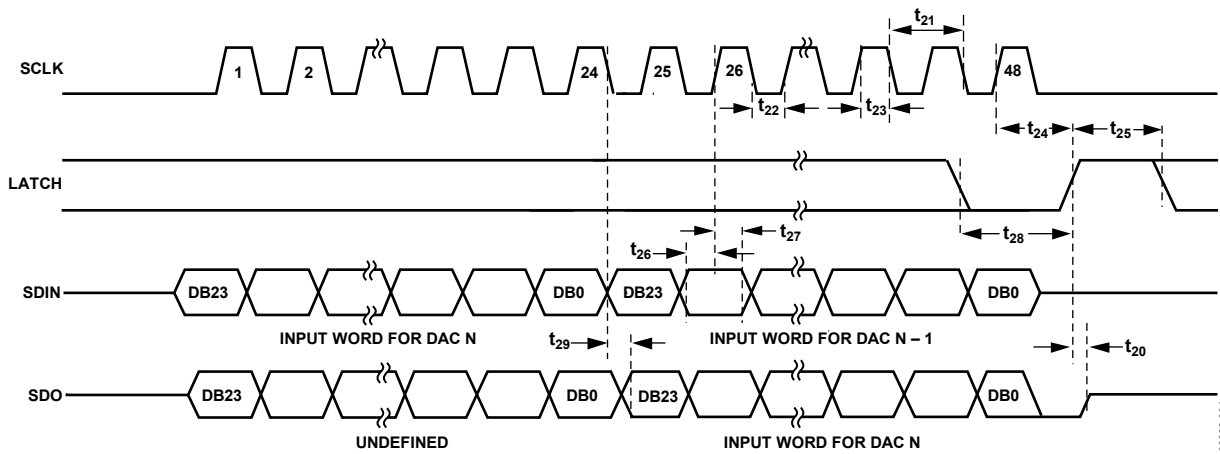 t21
SCLK
1
2
24
25
26
48
t22
t23
t24
t25
LATCH
t27
t28
t26
SDIN
DB23
DB0
DB23
DB0
INPUT WORD FOR DAC N
INPUT WORD FOR DAC N – 1
t29
t20
SDO
DB23
DB0
DB23
DB0
UNDEFINED
INPUT WORD FOR DAC N